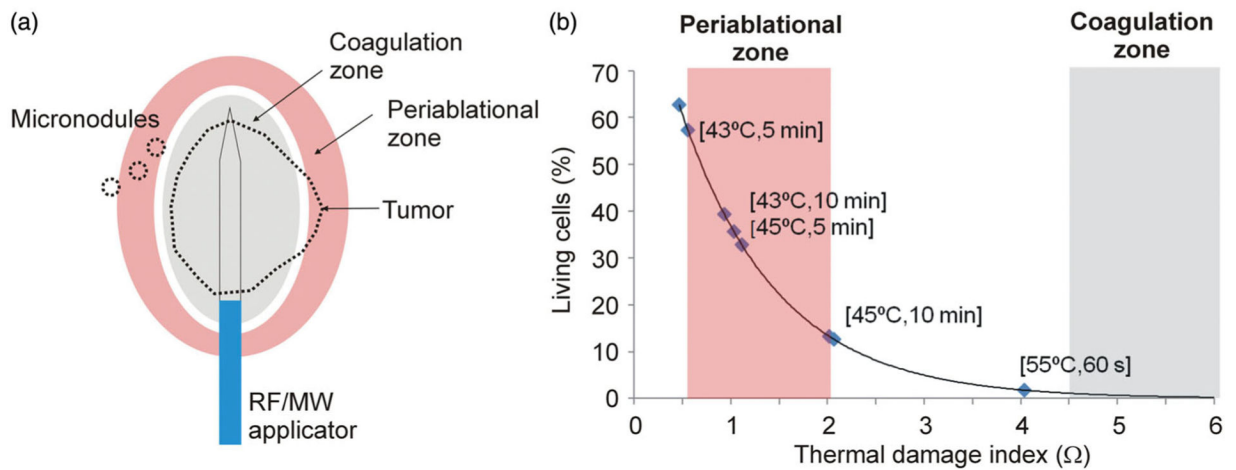 (a)
Coagulation
zone
Micronodules
Periablational
zone
Tumor
RF/MW
applicator
(b)
Periablational
zone
Coagulation
zone
Living cells (%)
70
60
50
40
30
20
10
0
[43ºC,5 min]
[43ºC,10 min]
[45ºC,5 min]
[45ºC,10 min]
[55ºC,60 s]
0 1 2 3 4 5 6
Thermal damage index (Ω)